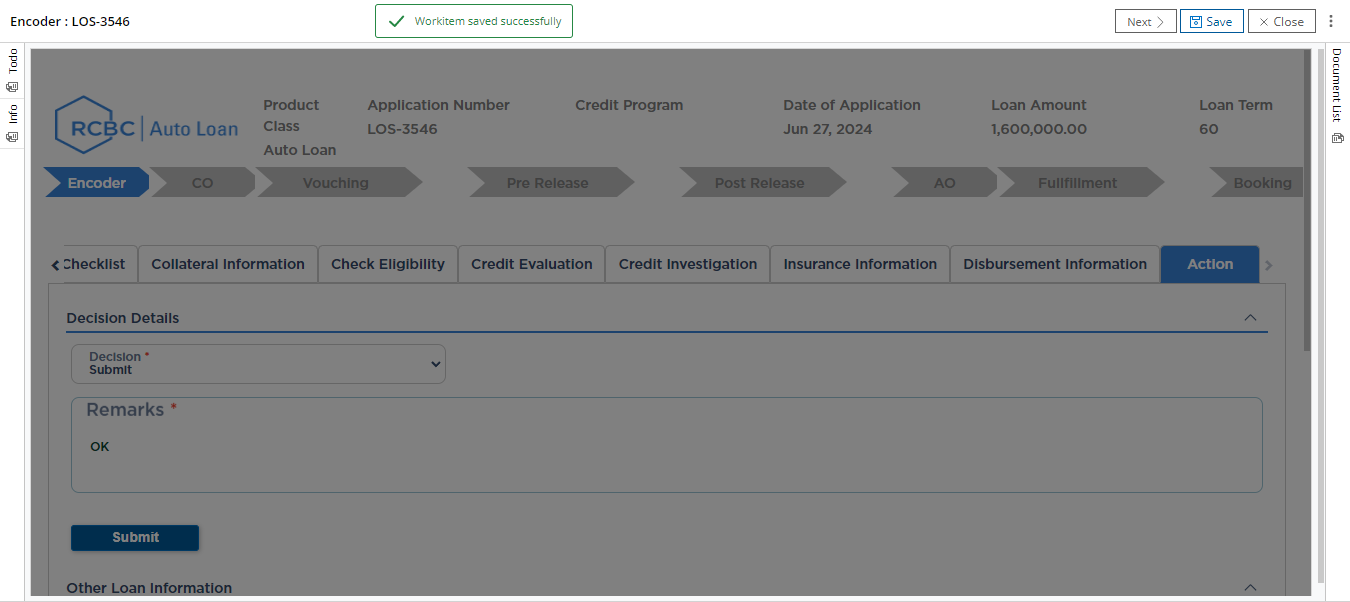 Encoder : LOS-3546
Workitem saved successfully
Next
Save
Close
Todo
Info
Document List
RCBC Auto Loan
Product Class
Auto Loan
Application Number
LOS-3546
Credit Program
Date of Application
Jun 27, 2024
Loan Amount
1,600,000.00
Loan Term
60
Encoder
CO
Vouching
Pre Release
Post Release
AO
Fullfillment
Booking
Checklist
Collateral Information
Check Eligibility
Credit Evaluation
Credit Investigation
Insurance Information
Disbursement Information
Action
Decision Details
Decision *
Submit
Remarks *
OK
Submit
Other Loan Information